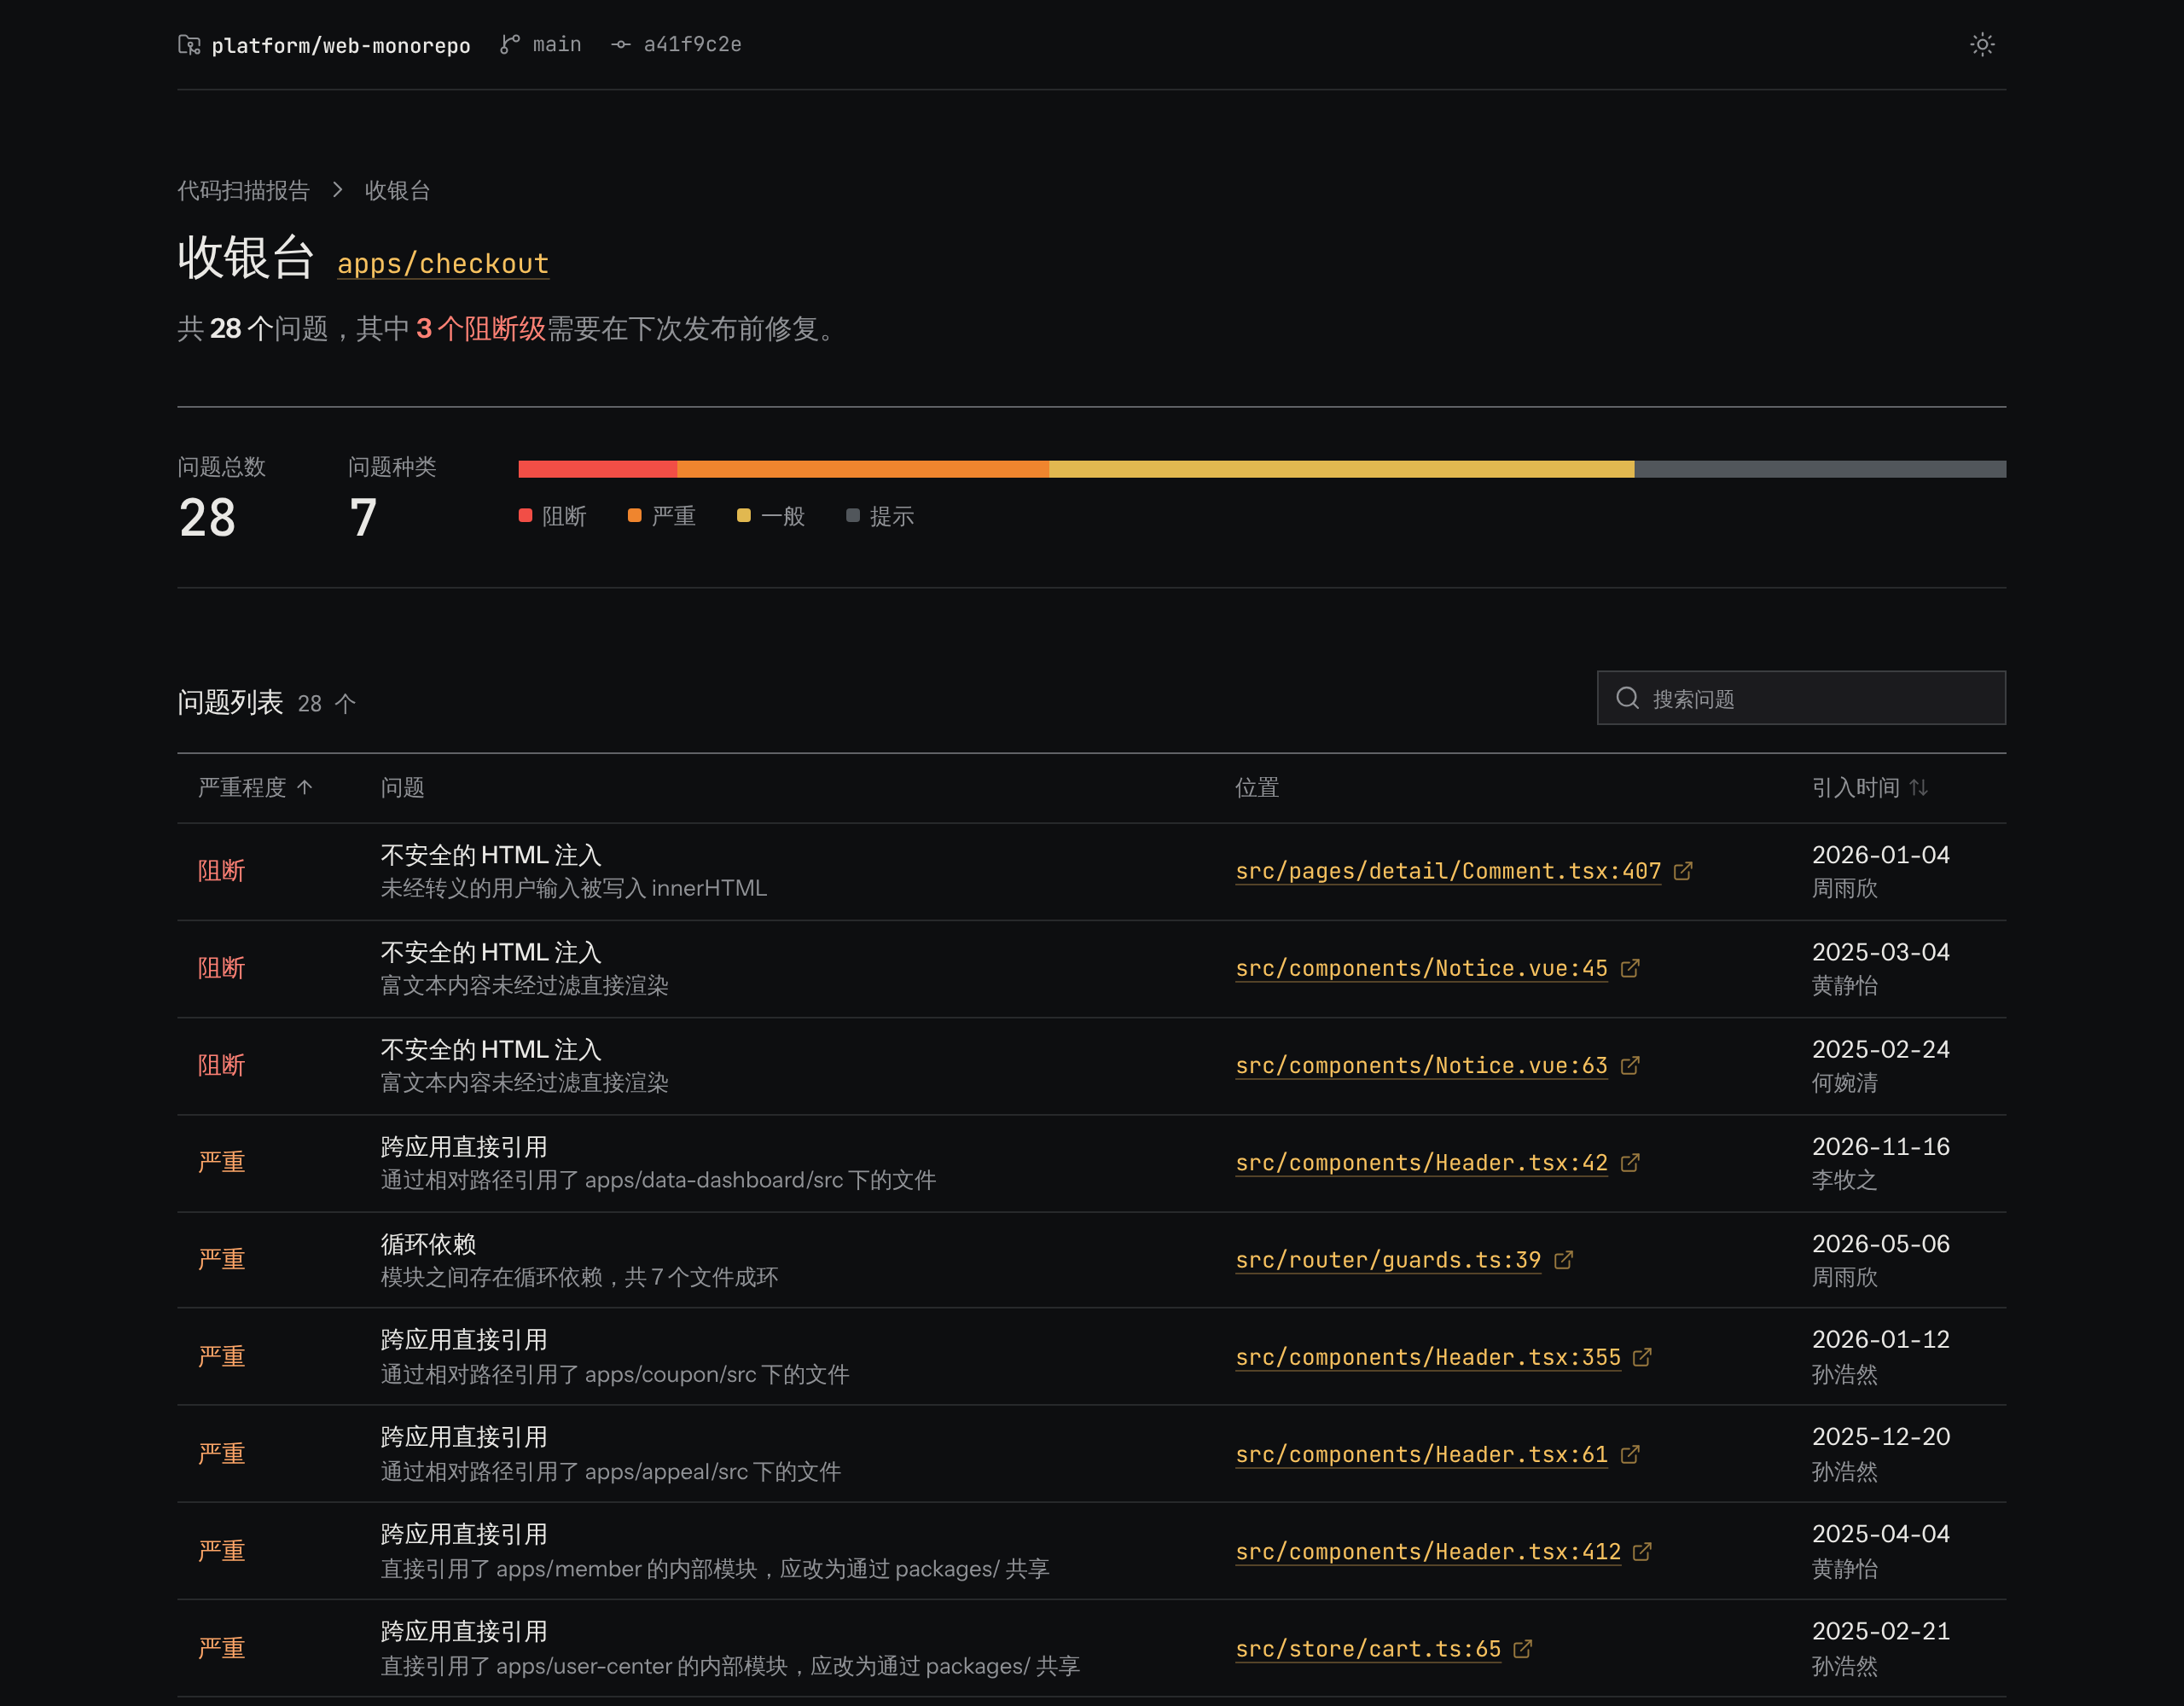 platform/web-monorepo main a41f9c2e
代码扫描报告 > 收银台
收银台 apps/checkout
共 28 个问题，其中 3 个阻断级需要在下次发布前修复。
问题总数 问题种类
28 7
阻断 严重 一般 提示
问题列表 28 个 搜索问题
严重程度 问题 位置 引入时间
阻断 不安全的 HTML 注入 src/pages/detail/Comment.tsx:407 2026-01-04
未经转义的用户输入被写入 innerHTML 周雨欣
阻断 不安全的 HTML 注入 src/components/Notice.vue:45 2025-03-04
富文本内容未经过滤直接渲染 黄静怡
阻断 不安全的 HTML 注入 src/components/Notice.vue:63 2025-02-24
富文本内容未经过滤直接渲染 何婉清
严重 跨应用直接引用 src/components/Header.tsx:42 2026-11-16
通过相对路径引用了 apps/data-dashboard/src 下的文件 李牧之
严重 循环依赖 src/router/guards.ts:39 2026-05-06
模块之间存在循环依赖，共 7 个文件成环 周雨欣
严重 跨应用直接引用 src/components/Header.tsx:355 2026-01-12
通过相对路径引用了 apps/coupon/src 下的文件 孙浩然
严重 跨应用直接引用 src/components/Header.tsx:61 2025-12-20
通过相对路径引用了 apps/appeal/src 下的文件 孙浩然
严重 跨应用直接引用 src/components/Header.tsx:412 2025-04-04
直接引用了 apps/member 的内部模块，应改为通过 packages/ 共享 黄静怡
严重 跨应用直接引用 src/store/cart.ts:65 2025-02-21
直接引用了 apps/user-center 的内部模块，应改为通过 packages/ 共享 孙浩然